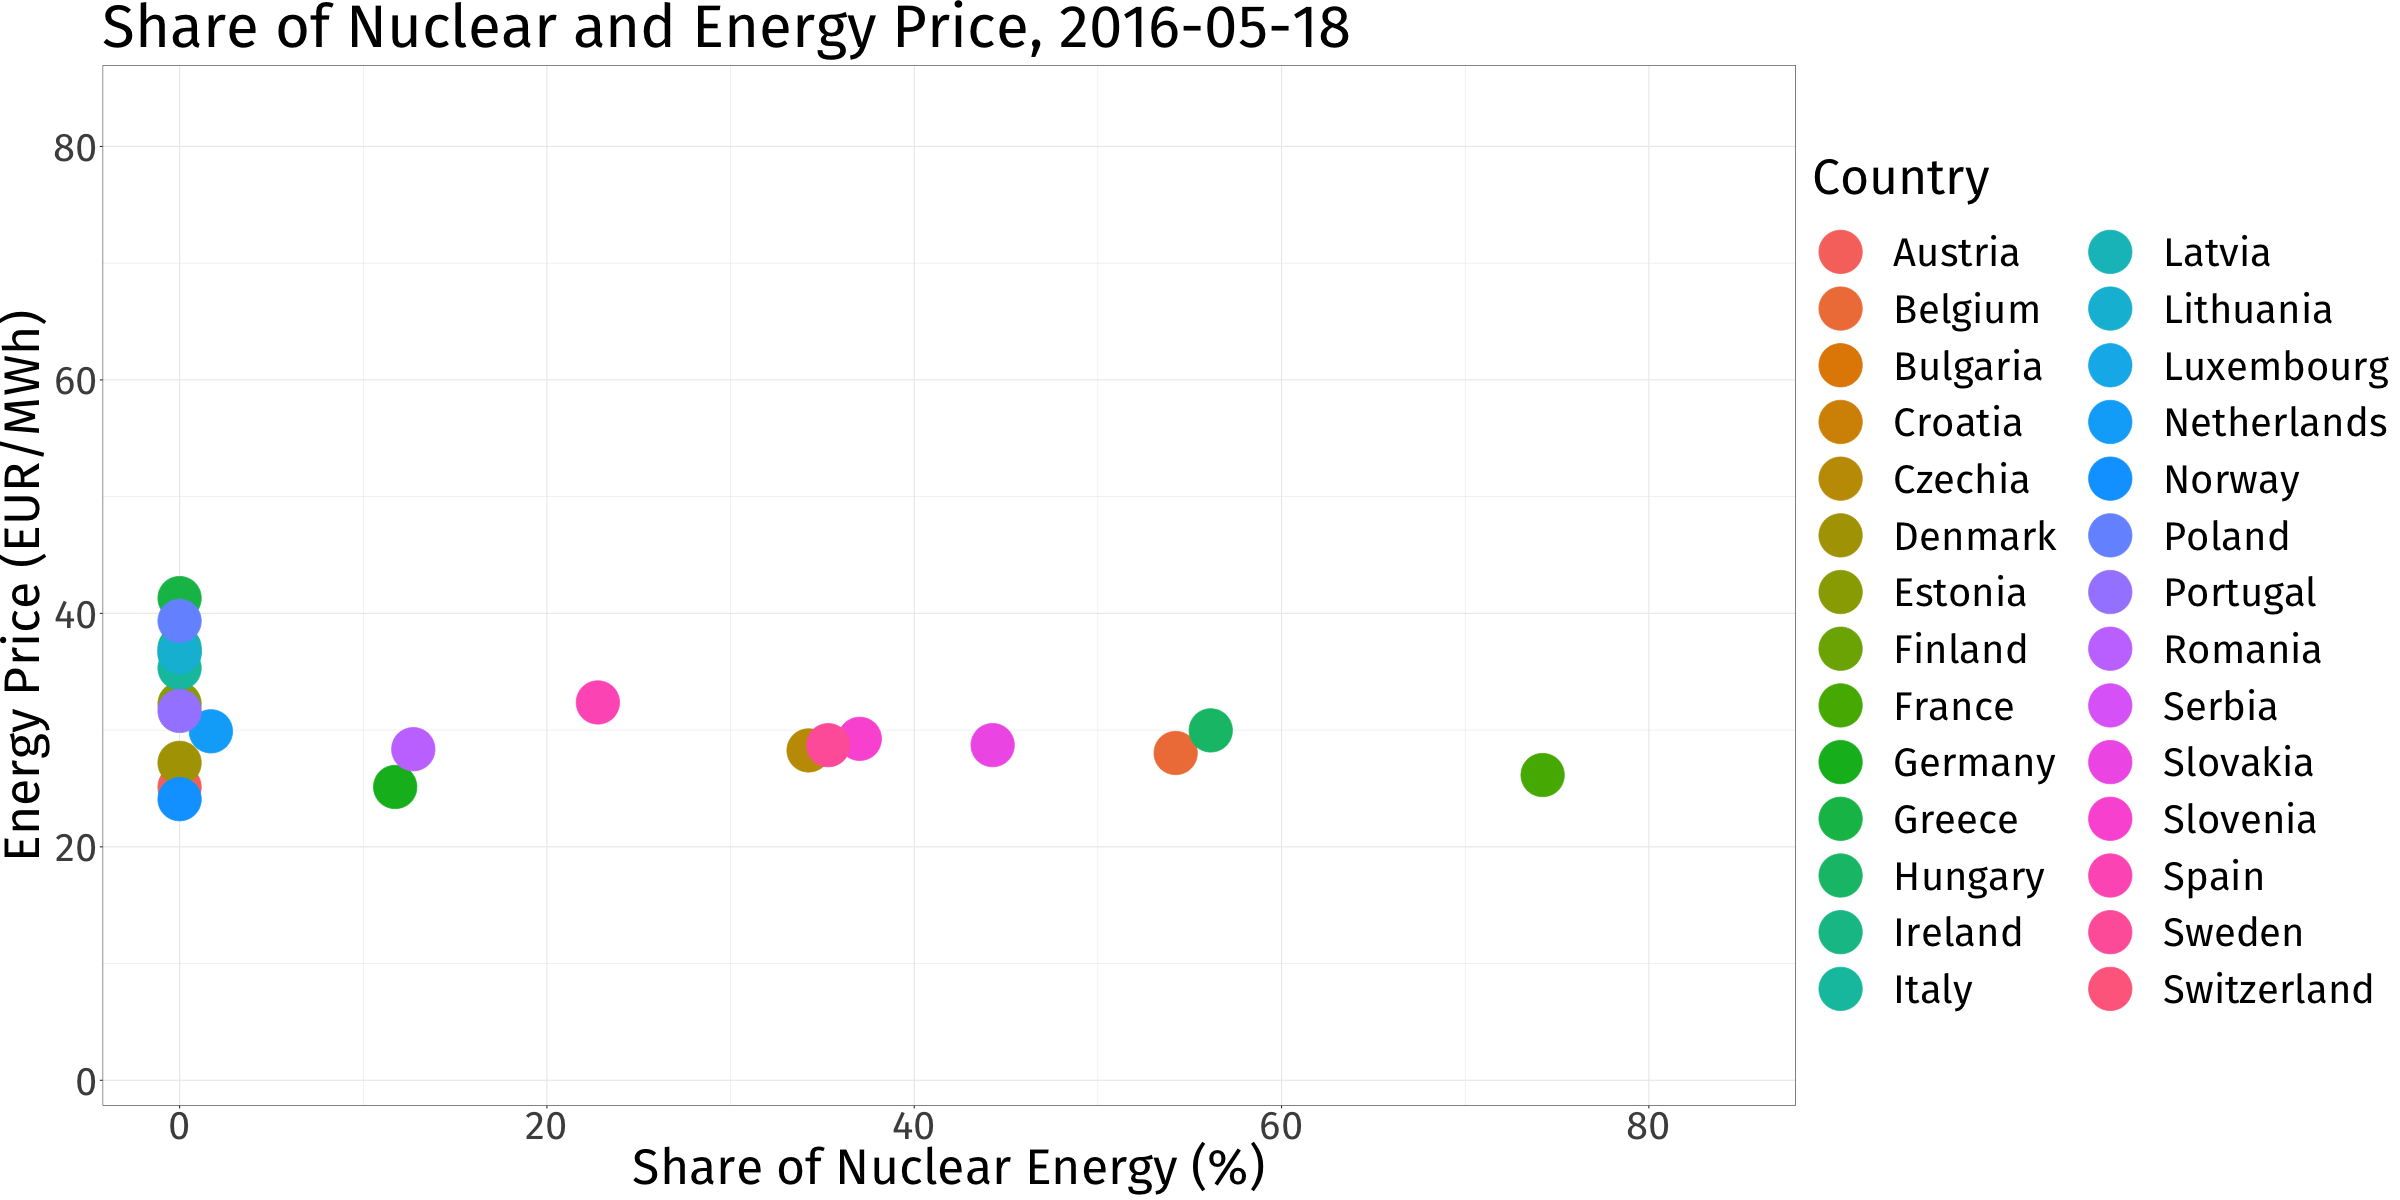 Share of Nuclear and Energy Price, 2016-05-18
Energy Price (EUR/MWh)
80
60
40
20
0
0 20 40 60 80
Share of Nuclear Energy (%)
Country
Austria
Belgium
Bulgaria
Croatia
Czechia
Denmark
Estonia
Finland
France
Germany
Greece
Hungary
Ireland
Italy
Latvia
Lithuania
Luxembourg
Netherlands
Norway
Poland
Portugal
Romania
Serbia
Slovakia
Slovenia
Spain
Sweden
Switzerland